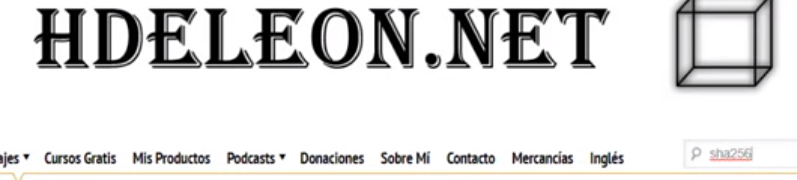 HDELEON.NET
ajes ▾ Cursos Gratis Mis Productos Podcasts ▾ Donaciones Sobre Mí Contacto Mercancías Inglés sha256